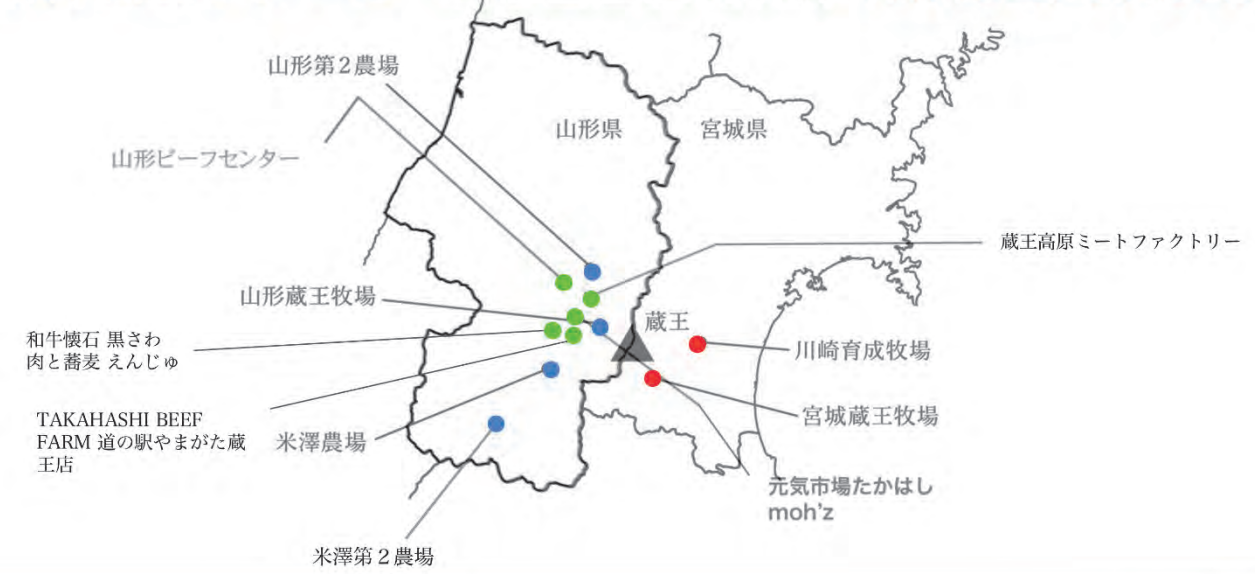 山形第2農場
山形県
宮城県
山形ビーフセンター
蔵王高原ミートファクトリー
山形蔵王牧場
蔵王
和牛懐石 黒さわ
肉と蕎麦 えんじゅ
川崎育成牧場
TAKAHASHI BEEF
FARM 道の駅やまがた蔵
王店
米澤農場
宮城蔵王牧場
元気市場たかはし
moh'z
米澤第2農場